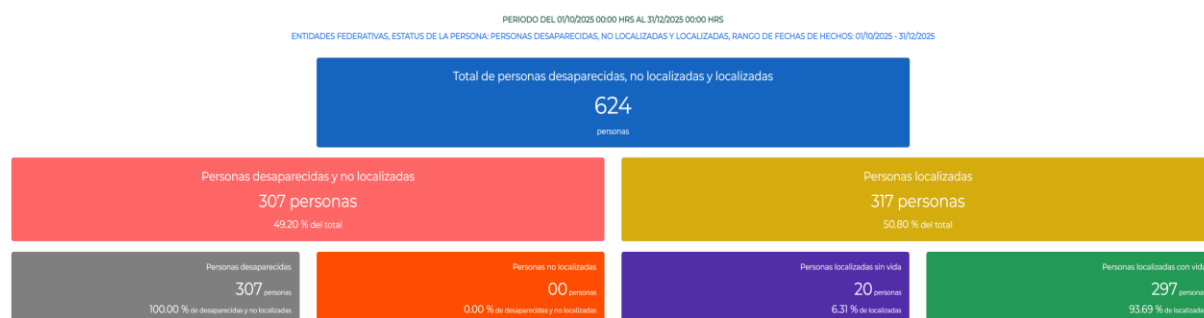 PERIODO DEL 01/10/2025 00:00 HRS AL 31/12/2025 00:00 HRS
ENTIDADES FEDERATIVAS, ESTATUS DE LA PERSONA: PERSONAS DESAPARECIDAS, NO LOCALIZADAS Y LOCALIZADAS, RANGO DE FECHAS DE HECHOS: 01/10/2025 - 31/12/2025
Total de personas desaparecidas, no localizadas y localizadas
624
personas
Personas desaparecidas y no localizadas
307 personas
49.20 % del total
Personas localizadas
317 personas
50.80 % del total
Personas desaparecidas
307 personas
100.00 % de desaparecidas y no localizadas
Personas no localizadas
00 personas
0.00 % de desaparecidas y no localizadas
Personas localizadas sin vida
20 personas
6.31 % de localizadas
Personas localizadas con vida
297 personas
93.69 % de localizadas